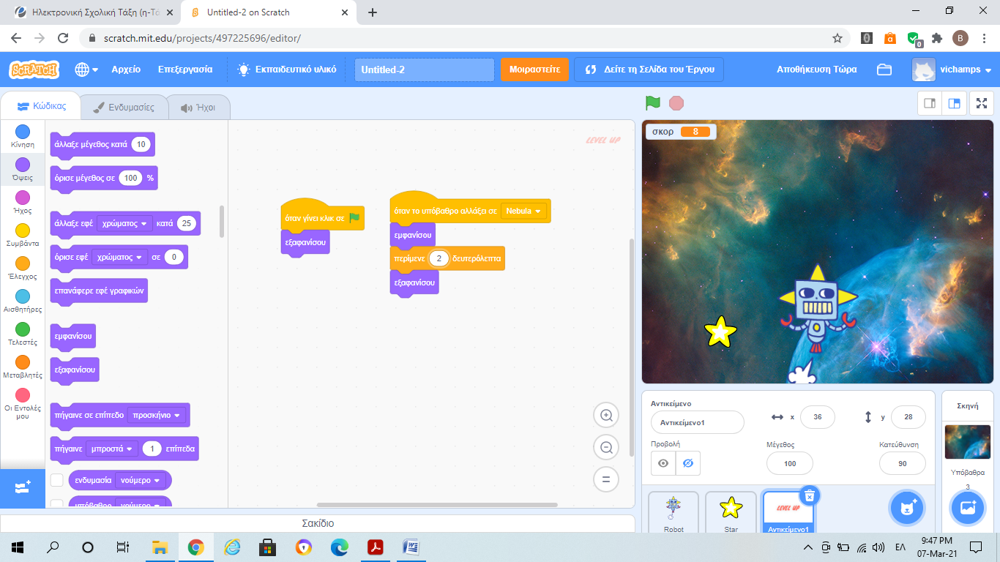 Ηλεκτρονική Σχολική Τάξη (η-Τά
Untitled-2 on Scratch
scratch.mit.edu/projects/497225696/editor/
0
B
SCRATCH
Αρχείο
Επεξεργασία
Εκπαιδευτικό υλικό
Untitled-2
Μοιραστείτε
Δείτε τη Σελίδα του Έργου
Αποθήκευση Τώρα
vichamps
Κώδικας
Ενδυμασίες
Ήχοι
Κίνηση
Όψεις
Ήχος
Συμβάντα
Έλεγχος
Αισθητήρες
Τελεστές
Μεταβλητές
Οι Εντολές
μου
άλλαξε μέγεθος κατά 10
όρισε μέγεθος σε 100 %
άλλαξε εφέ χρώματος κατά 25
όρισε εφέ χρώματος σε 0
επανάφερε εφέ γραφικών
εμφανίσου
εξαφανίσου
πήγαινε σε επίπεδο προσκήνιο
πήγαινε μπροστά 1 επίπεδα
ενδυμασία νούμερο
υπόβαθρο νούμερο
όταν γίνει κλικ σε
εξαφανίσου
όταν το υπόβαθρο αλλάξει σε Nebula
εμφανίσου
περίμενε 2 δευτερόλεπτα
εξαφανίσου
LEVEL UP
σκορ 8
Αντικείμενο
Αντικείμενο1
x 36
y 28
Προβολή
Μέγεθος
100
Κατεύθυνση
90
Robot
Star
LEVEL UP
Αντικείμενο1
Σκηνή
Υπόβαθρα
3
Σακίδιο
ΕΛ
9:47 PM
07-Mar-21